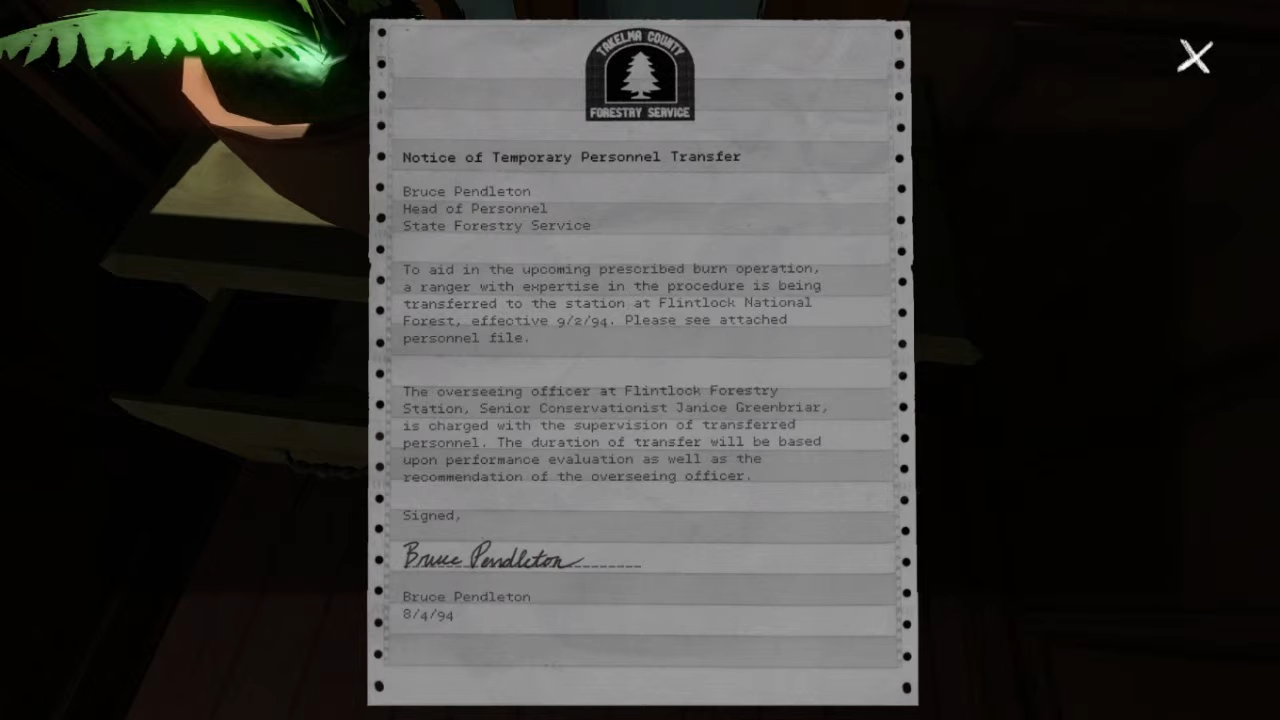 TAKELMA COUNTY
FORESTRY SERVICE
Notice of Temporary Personnel Transfer
Bruce Pendleton
Head of Personnel
State Forestry Service
To aid in the upcoming prescribed burn operation,
a ranger with expertise in the procedure is being
transferred to the station at Flintlock National
Forest, effective 9/2/94. Please see attached
personnel file.
The overseeing officer at Flintlock Forestry
Station, Senior Conservationist Janice Greenbriar,
is charged with the supervision of transferred
personnel. The duration of transfer will be based
upon performance evaluation as well as the
recommendation of the overseeing officer.
Signed,
Bruce Pendleton
Bruce Pendleton
8/4/94